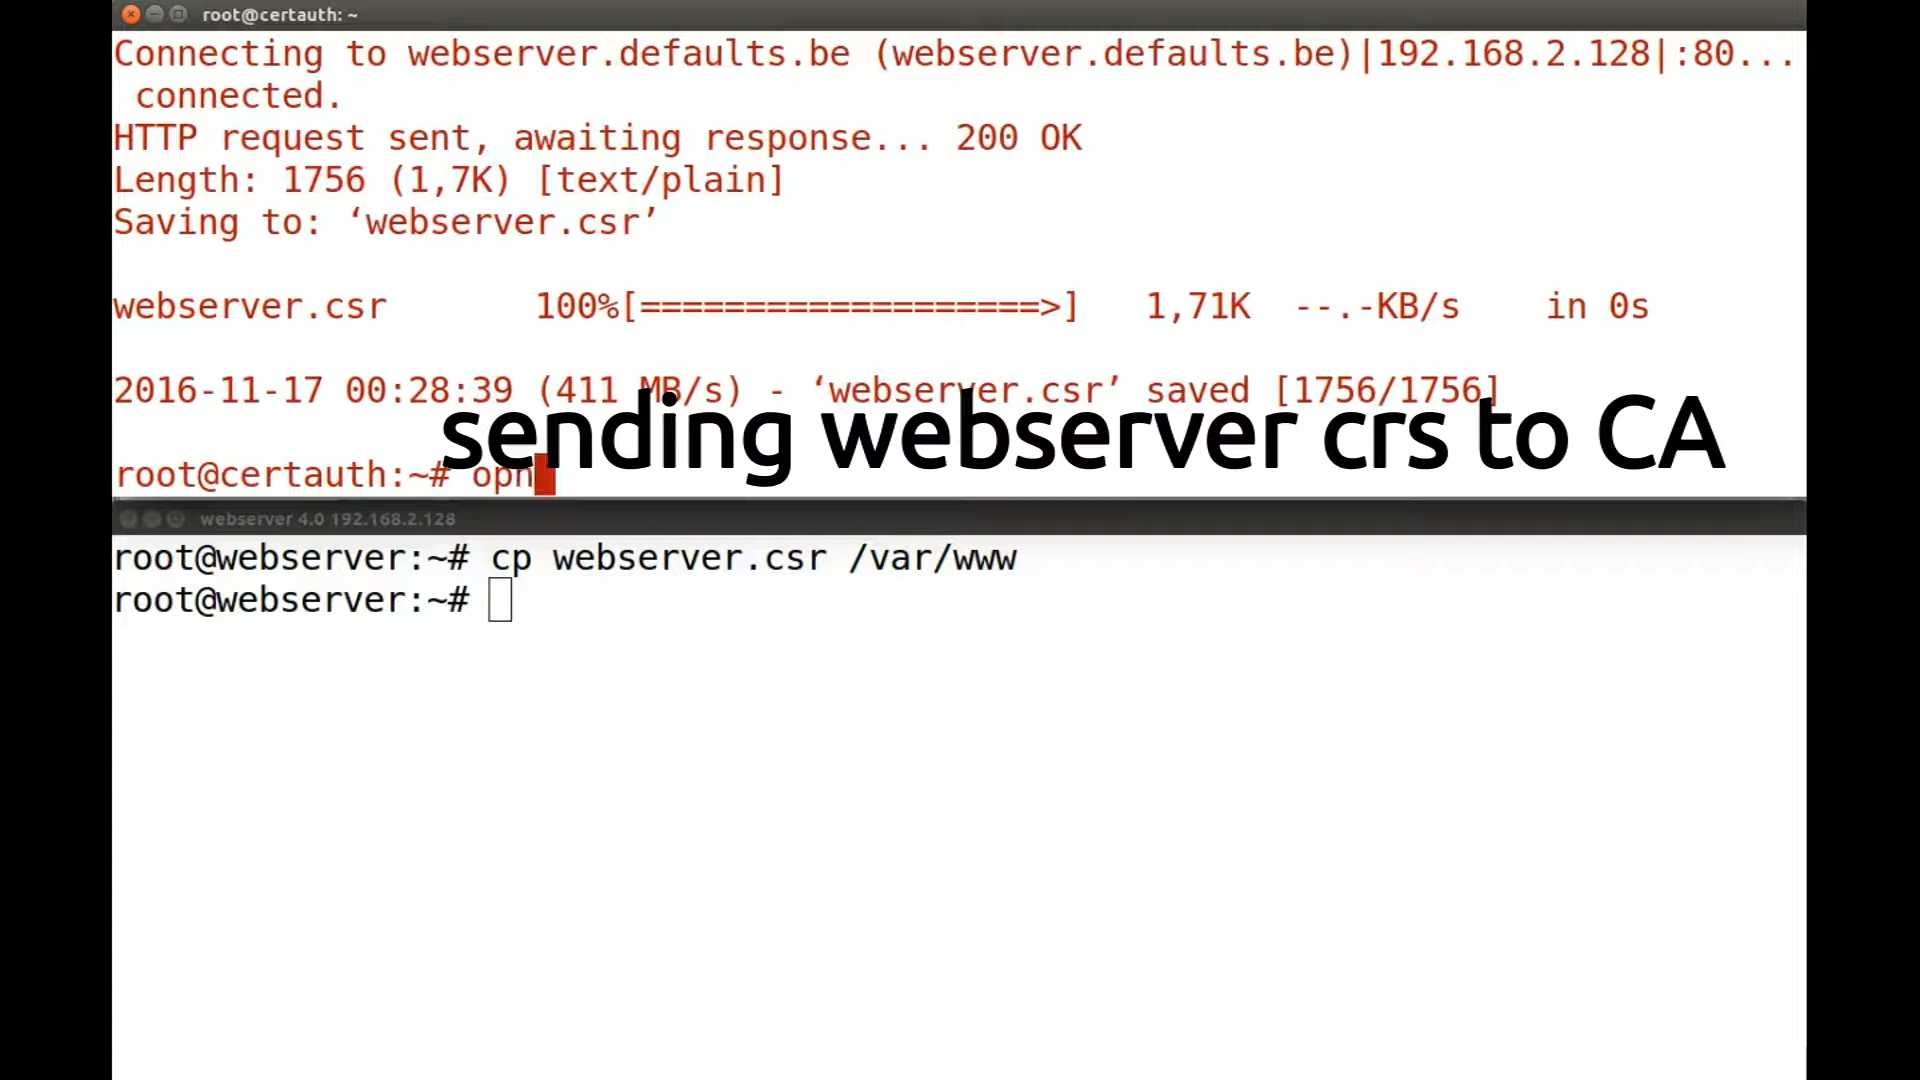 root@certauth: ~
Connecting to webserver.defaults.be (webserver.defaults.be)|192.168.2.128|:80...
connected.
HTTP request sent, awaiting response... 200 OK
Length: 1756 (1,7K) [text/plain]
Saving to: ‘webserver.csr’
webserver.csr 100%[===================>] 1,71K --.-KB/s in 0s
2016-11-17 00:28:39 (411 MB/s) - ‘webserver.csr’ saved [1756/1756]
sending webserver crs to CA
root@certauth:~# opn
webserver 4.0 192.168.2.128
root@webserver:~# cp webserver.csr /var/www
root@webserver:~#